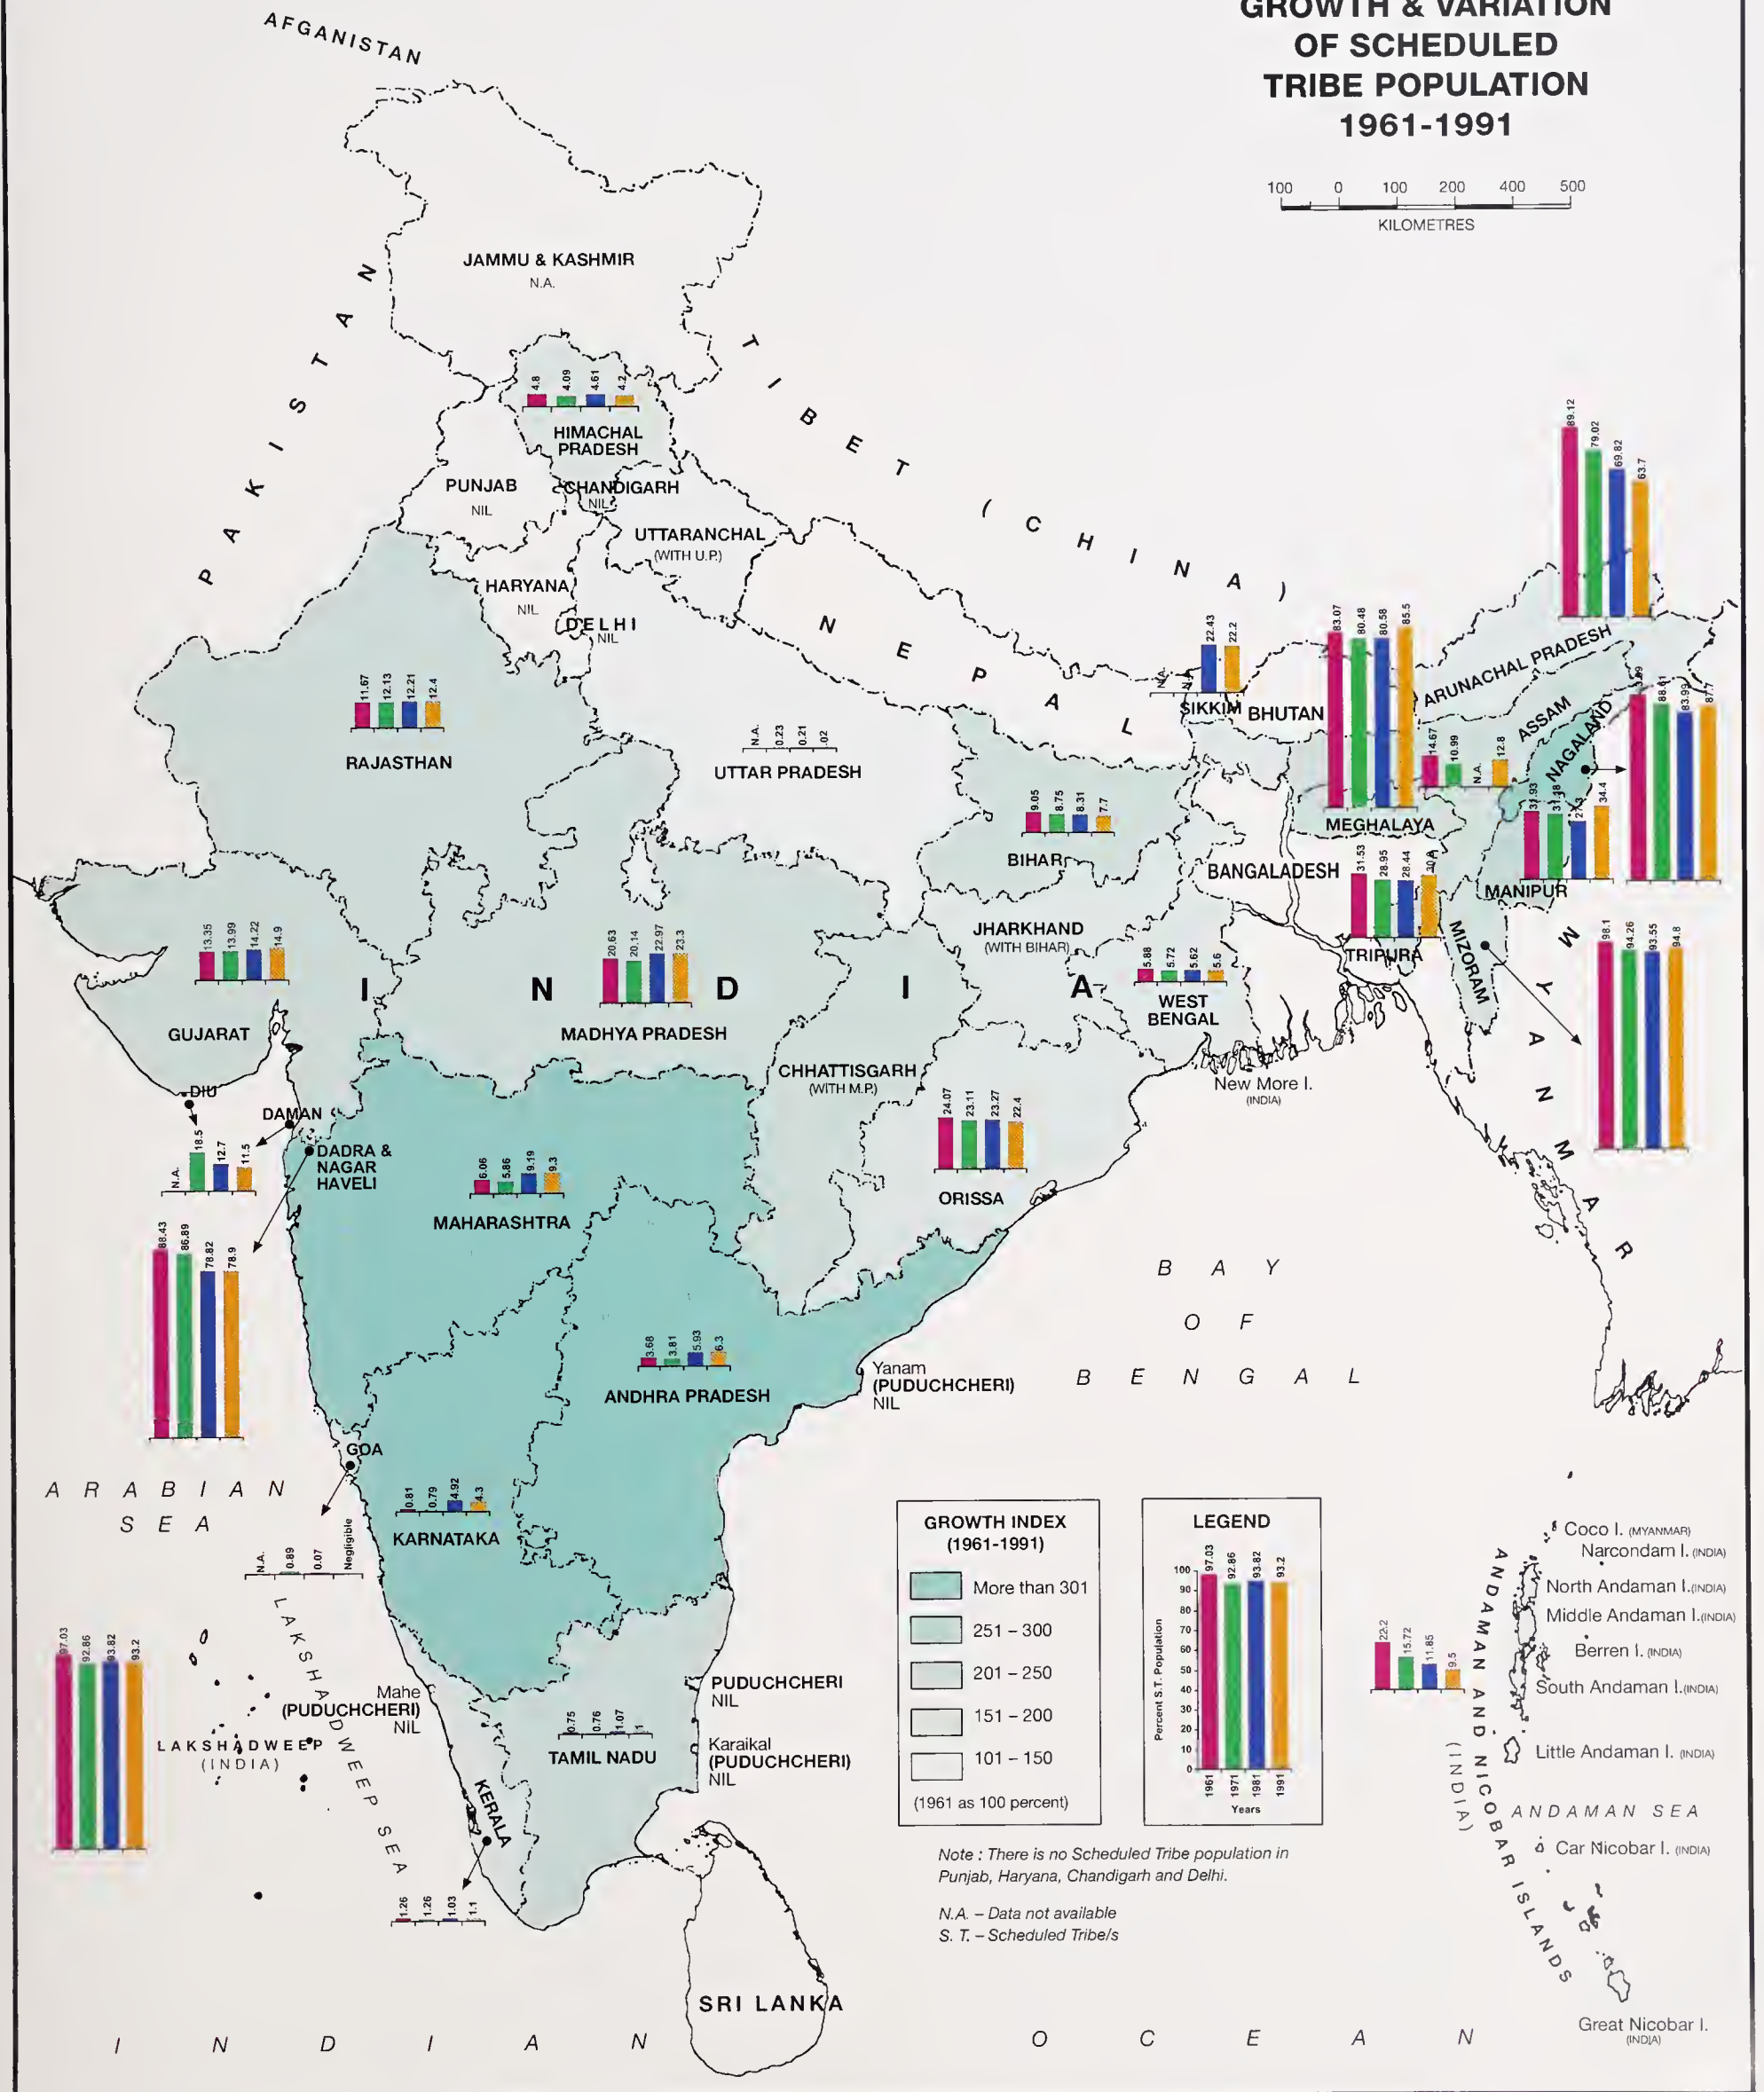 GROWTH & VARIATION
OF SCHEDULED
TRIBE POPULATION
1961-1991
100 0 100 200 400 500
KILOMETRES
AFGANISTAN
PAKISTAN
TIBET (CHINA)
NEPAL
JAMMU & KASHMIR
N.A.
4.8 4.09 4.61 4.2
HIMACHAL
PRADESH
PUNJAB
NIL
CHANDIGARH
NIL
UTTARANCHAL
(WITH U.P.)
HARYANA
NIL
DELHI
NIL
11.67 12.13 12.21 12.4
RAJASTHAN
N.A. 0.23 0.21 .02
UTTAR PRADESH
N.A. N.A. 22.43 22.2
SIKKIM
BHUTAN
89.12 79.02 69.82 63.7
ARUNACHAL PRADESH
83.07 80.48 80.58 85.5
MEGHALAYA
14.67 10.99 N.A. 12.8
ASSAM
NAGALAND
88.61 83.99 87.7
31.93 31.18 27.3 34.4
MANIPUR
9.05 8.75 8.31 7.7
BIHAR
BANGALADESH
31.53 28.95 28.44
TRIPURA
MIZORAM
98.1 94.26 93.55 94.8
MYANMAR
JHARKHAND
(WITH BIHAR)
5.88 5.72 5.62 5.6
WEST
BENGAL
New More I.
(INDIA)
13.35 13.99 14.22 14.9
GUJARAT
INDIA
20.63 20.14 22.97 23.3
MADHYA PRADESH
CHHATTISGARH
(WITH M.P.)
24.07 23.11 23.27 22.4
ORISSA
DIU
DAMAN
N.A. 18.5 12.7 11.5
DADRA &
NAGAR
HAVELI
88.43 86.89 78.82 78.9
6.06 5.86 9.19 9.3
MAHARASHTRA
3.68 3.81 5.93 6.3
ANDHRA PRADESH
Yanam
(PUDUCHCHERI)
NIL
BAY
OF
BENGAL
GOA
N.A. 0.89 0.07 Negligible
ARABIAN
SEA
0.81 0.79 4.92 4.3
KARNATAKA
LAKSHADWEEP SEA
97.03 92.86 93.82 93.2
LAKSHADWEEP
(INDIA)
Mahe
(PUDUCHCHERI)
NIL
0.75 0.76 1.07 1
TAMIL NADU
PUDUCHCHERI
NIL
Karaikal
(PUDUCHCHERI)
NIL
KERALA
1.26 1.26 1.03 1.1
SRI LANKA
GROWTH INDEX
(1961-1991)
More than 301
251 – 300
201 – 250
151 – 200
101 – 150
(1961 as 100 percent)
LEGEND
97.03 92.86 93.82 93.2
Percent S.T. Population
100
90
80
70
60
50
40
30
20
10
0
1961 1971 1981 1991
Years
Note : There is no Scheduled Tribe population in
Punjab, Haryana, Chandigarh and Delhi.
N.A. – Data not available
S. T. – Scheduled Tribe/s
22.2 15.72 11.85 9.5
ANDAMAN AND NICOBAR ISLANDS
(INDIA)
Coco I. (MYANMAR)
Narcondam I. (INDIA)
North Andaman I.(INDIA)
Middle Andaman I.(INDIA)
Berren I. (INDIA)
South Andaman I.(INDIA)
Little Andaman I. (INDIA)
ANDAMAN SEA
Car Nicobar I. (INDIA)
Great Nicobar I.
(INDIA)
INDIAN OCEAN